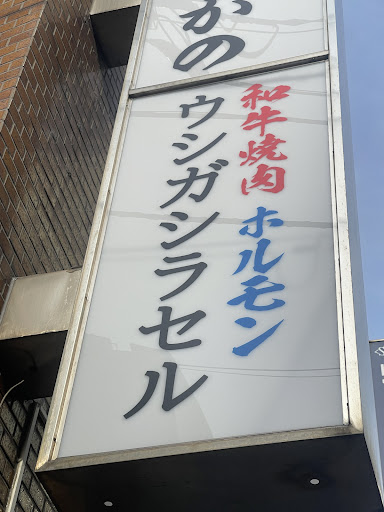 かの
和牛焼肉 ホルモン
ウシガシラセル